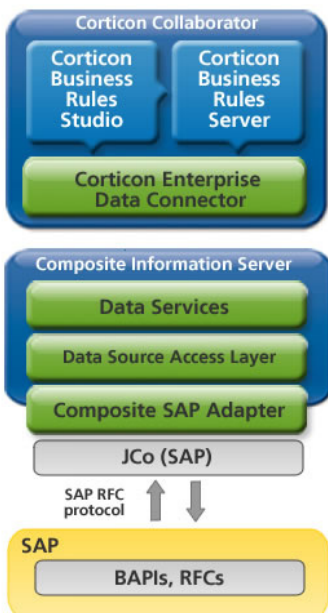 Corticon Collaborator
Corticon
Business
Rules
Studio
Corticon
Business
Rules
Server
Corticon Enterprise
Data Connector
Composite Information Server
Data Services
Data Source Access Layer
Composite SAP Adapter
JCo (SAP)
SAP RFC
protocol
SAP
BAPIs, RFCs